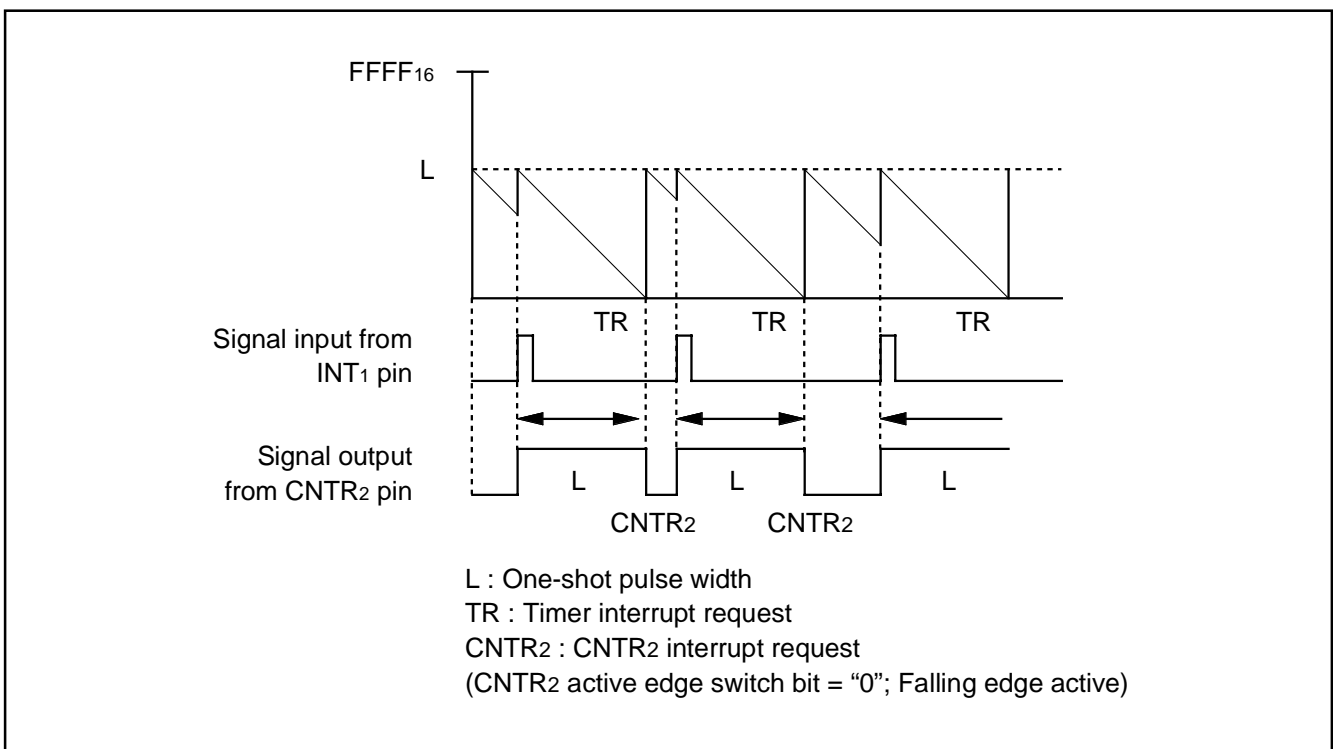 FFFF16
L
TR TR TR
Signal input from
INT1 pin
Signal output
from CNTR2 pin
L L L
CNTR2 CNTR2
L : One-shot pulse width
TR : Timer interrupt request
CNTR2 : CNTR2 interrupt request
(CNTR2 active edge switch bit = “0”; Falling edge active)